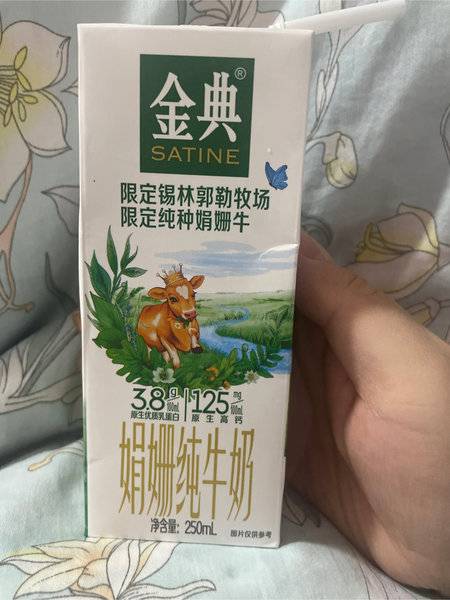 金典®
SATINE
限定锡林郭勒牧场
限定纯种娟姗牛
3.8g/100ml 125mg/100ml
原生优质乳蛋白 原生高钙
娟姗纯牛奶
净含量: 250mL
图片仅供参考